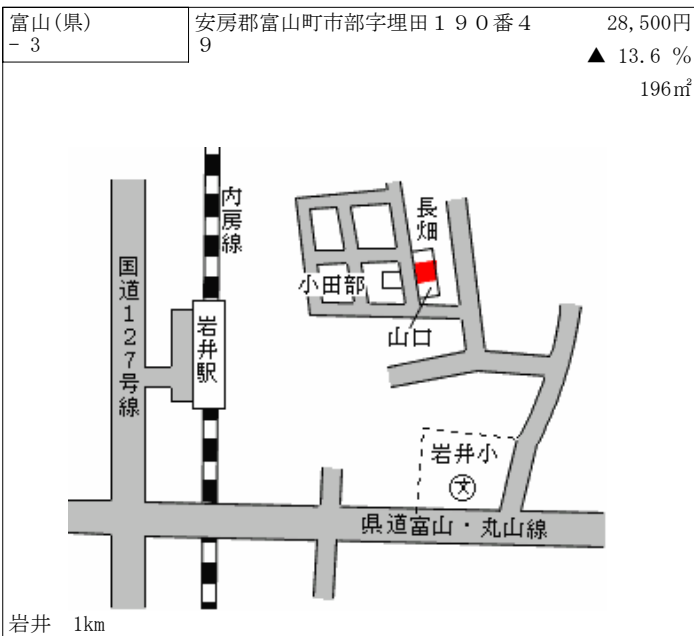 富山(県)
- 3
安房郡富山町市部字埋田１９０番４
９
28,500円
▲ 13.6 %
196㎡
内房線
長畑
国道127号線
小田部
山口
岩井駅
岩井小
文
県道富山・丸山線
岩井 1km